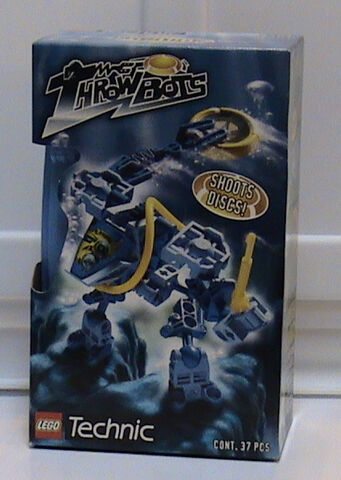 THROWBOTS
SHOOTS
DISCS!
LEGO Technic
CONT. 37 PCS